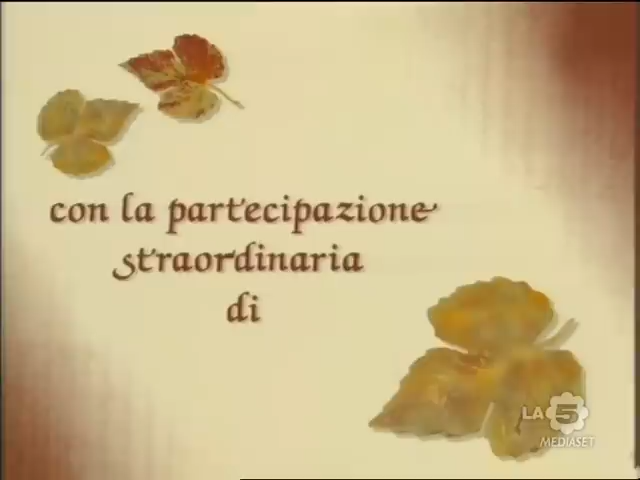 con la partecipazione
straordinaria
di
LA 5
MEDIASET